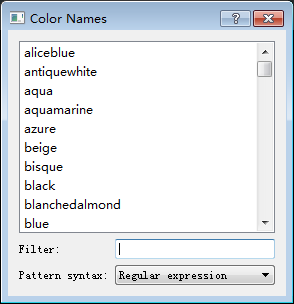 Color Names
aliceblue
antiquewhite
aqua
aquamarine
azure
beige
bisque
black
blanchedalmond
blue
Filter:
Pattern syntax: Regular expression